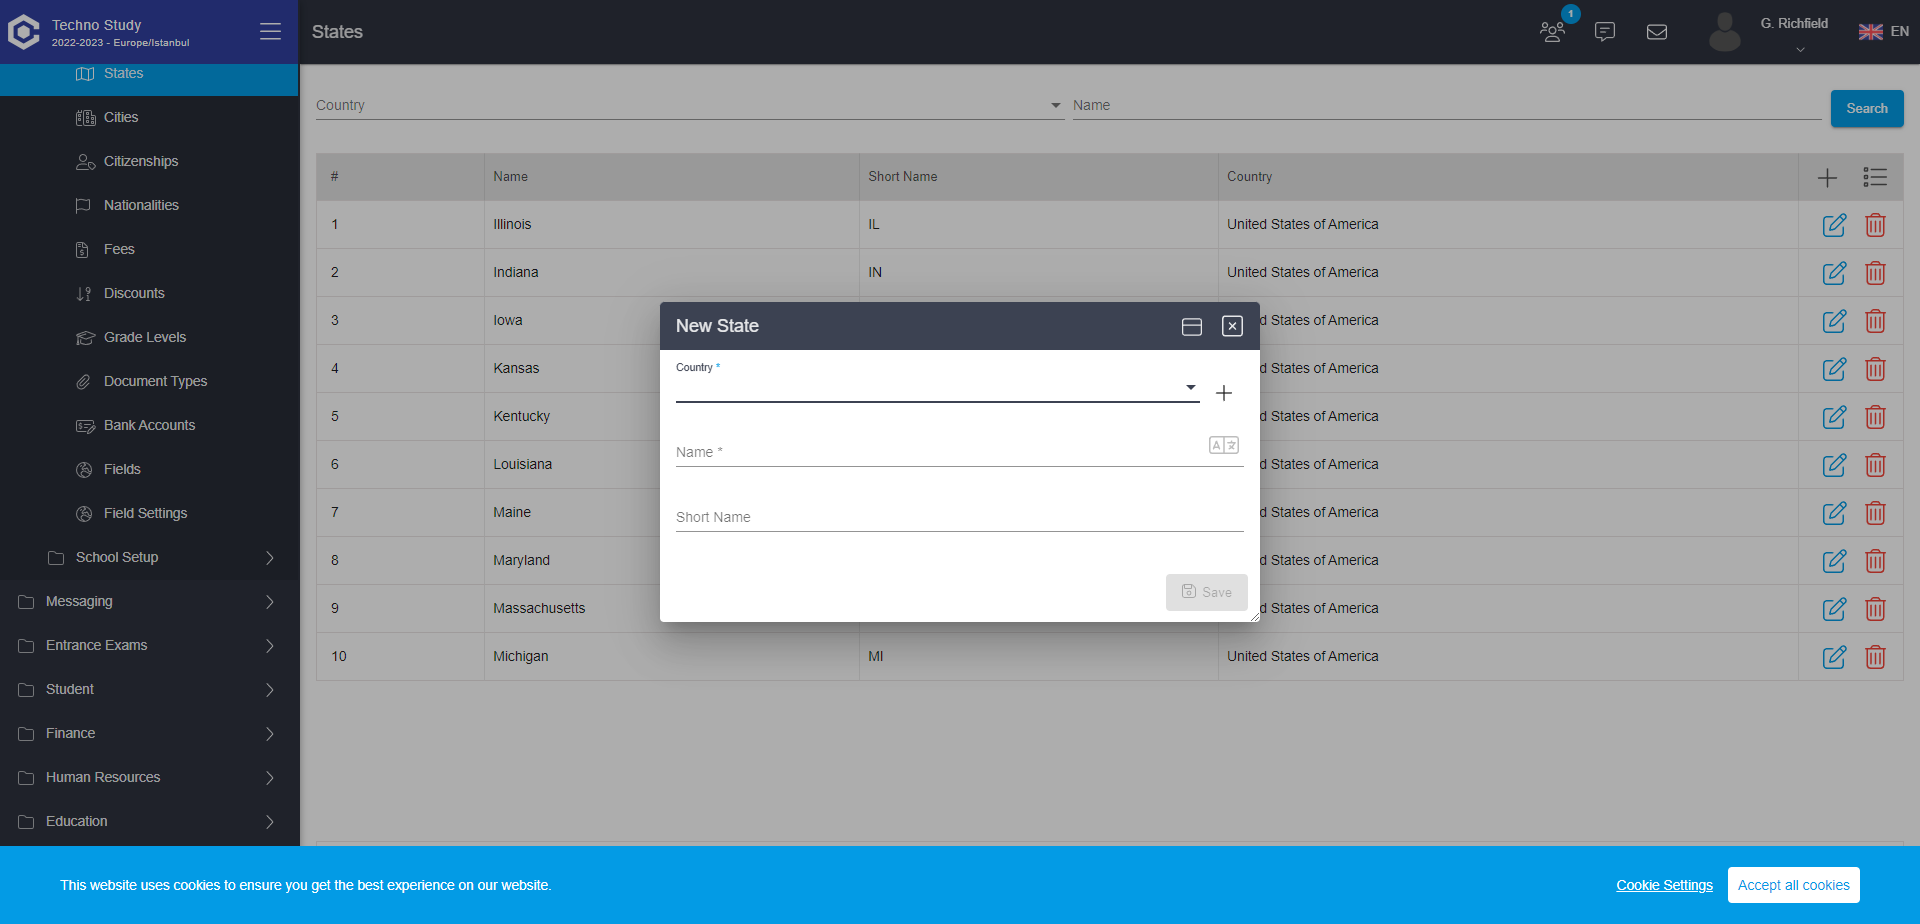 Techno Study
2022-2023 - Europe/Istanbul
States
1
G. Richfield
EN
States
Cities
Citizenships
Nationalities
Fees
Discounts
Grade Levels
Document Types
Bank Accounts
Fields
Field Settings
School Setup
Messaging
Entrance Exams
Student
Finance
Human Resources
Education
Country
Name
Search
# Name Short Name Country
1 Illinois IL United States of America
2 Indiana IN United States of America
3 Iowa d States of America
4 Kansas d States of America
5 Kentucky d States of America
6 Louisiana d States of America
7 Maine d States of America
8 Maryland d States of America
9 Massachusetts d States of America
10 Michigan MI United States of America
New State
Country *
Name *
Short Name
Save
This website uses cookies to ensure you get the best experience on our website.
Cookie Settings
Accept all cookies